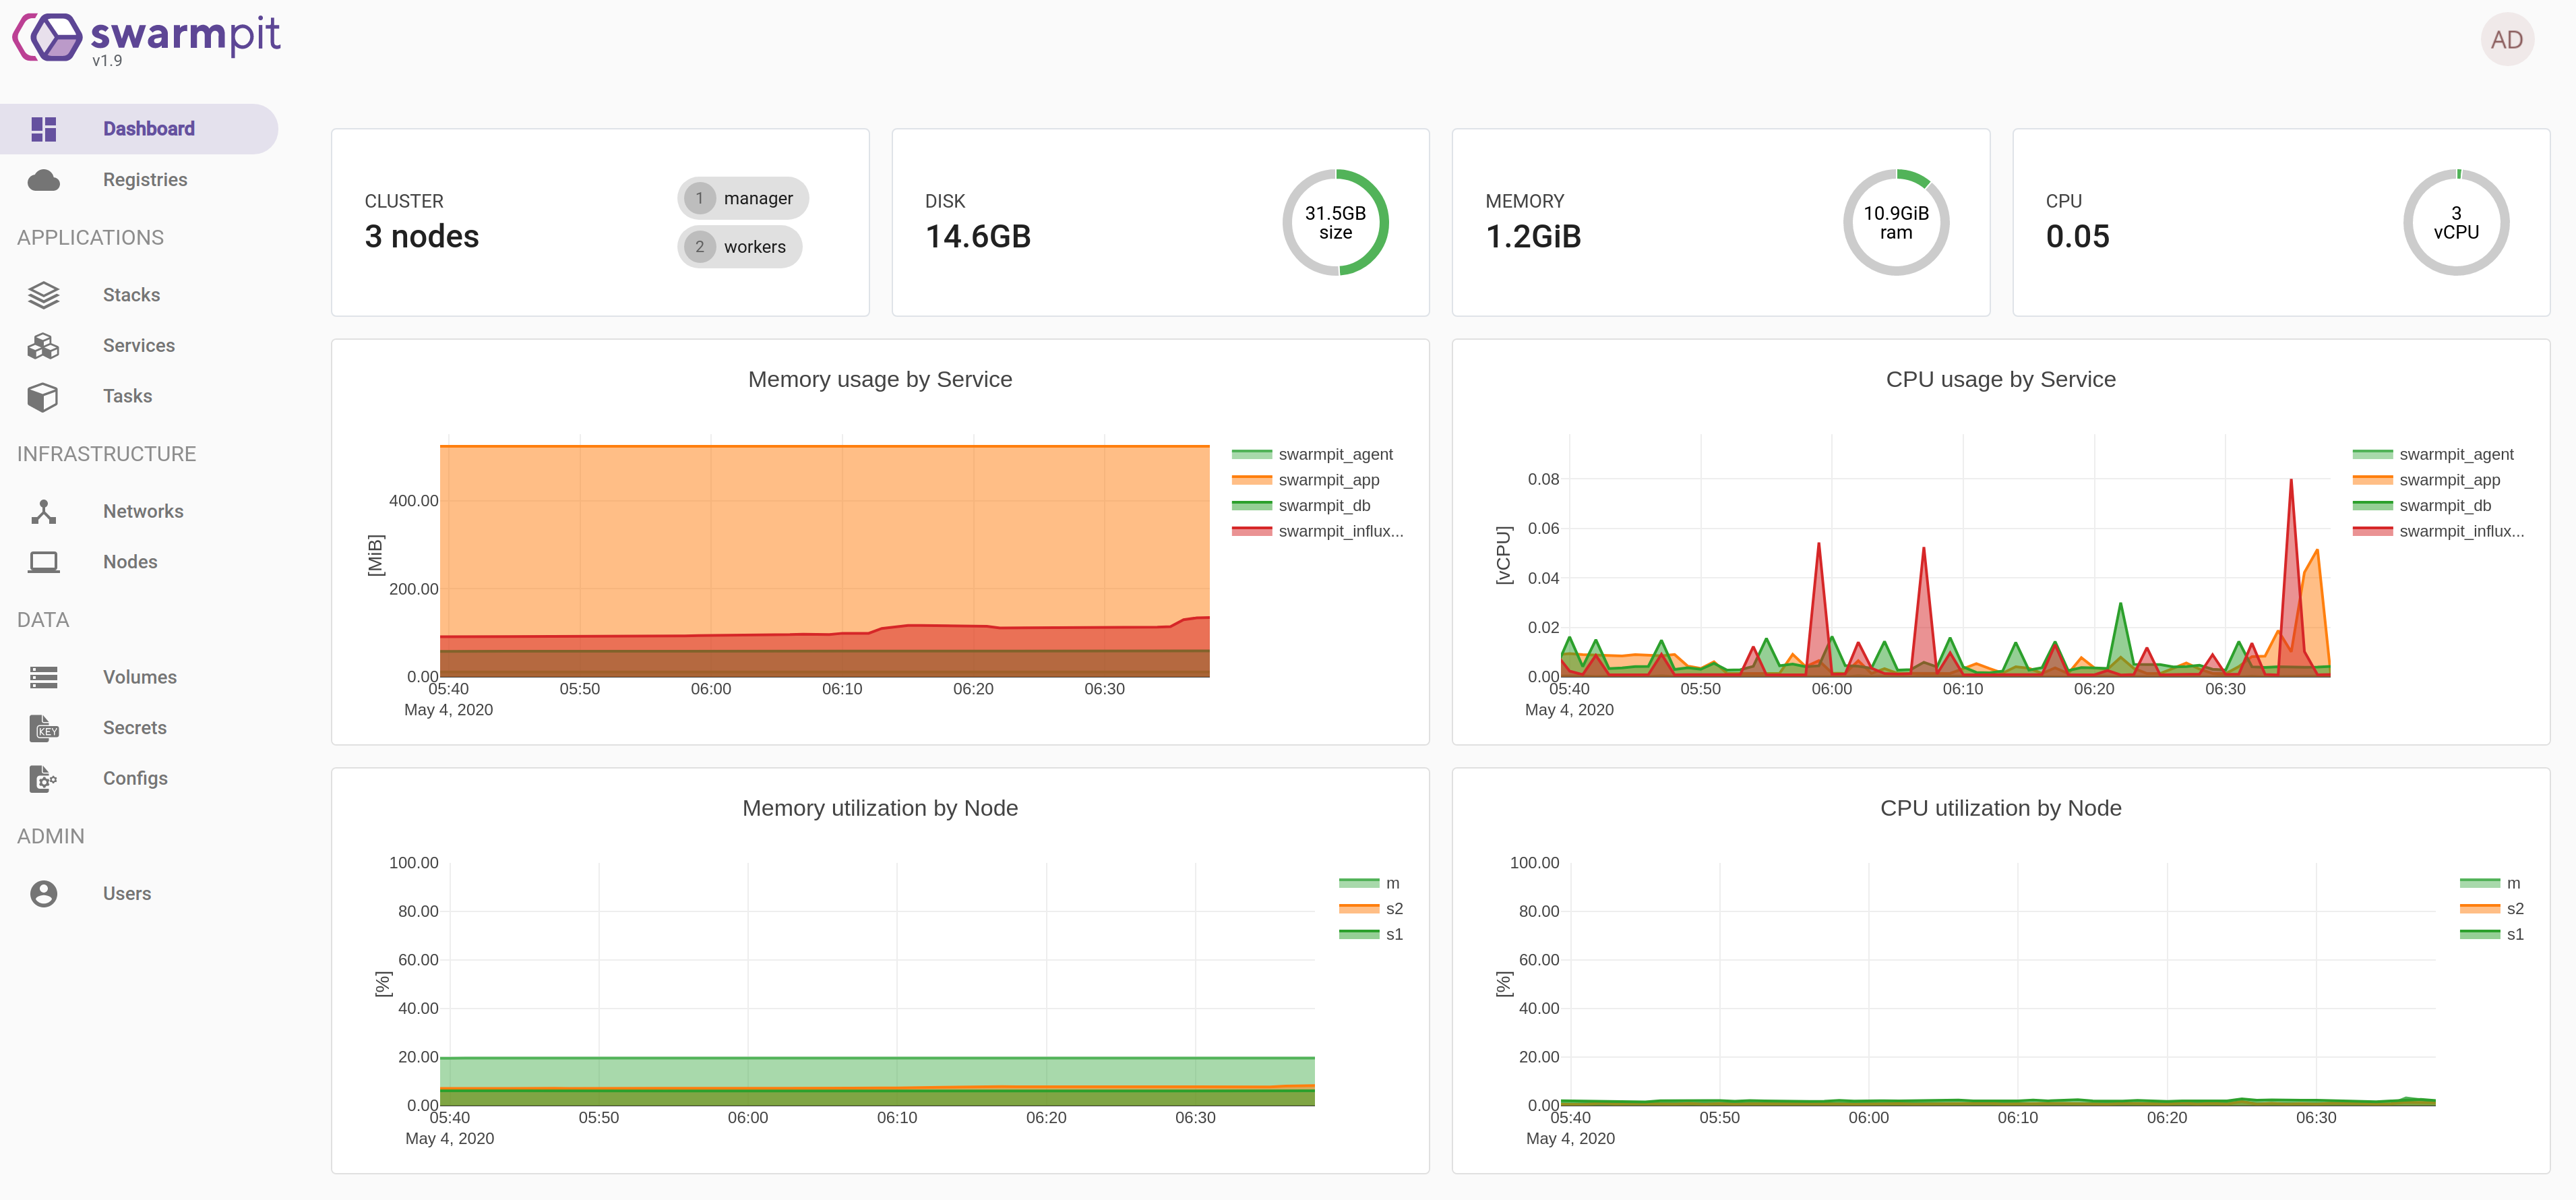 swarmpit
v1.9
AD
Dashboard
Registries
APPLICATIONS
Stacks
Services
Tasks
INFRASTRUCTURE
Networks
Nodes
DATA
Volumes
KEY
Secrets
Configs
ADMIN
Users
CLUSTER
3 nodes
1 manager
2 workers
DISK
14.6GB
31.5GB
size
MEMORY
1.2GiB
10.9GiB
ram
CPU
0.05
3
vCPU
Memory usage by Service
[MiB]
400.00
200.00
0.00
05:40 05:50 06:00 06:10 06:20 06:30
May 4, 2020
swarmpit_agent
swarmpit_app
swarmpit_db
swarmpit_influx...
CPU usage by Service
[vCPU]
0.08
0.06
0.04
0.02
0.00
05:40 05:50 06:00 06:10 06:20 06:30
May 4, 2020
swarmpit_agent
swarmpit_app
swarmpit_db
swarmpit_influx...
Memory utilization by Node
[%]
100.00
80.00
60.00
40.00
20.00
0.00
05:40 05:50 06:00 06:10 06:20 06:30
May 4, 2020
m
s2
s1
CPU utilization by Node
[%]
100.00
80.00
60.00
40.00
20.00
0.00
05:40 05:50 06:00 06:10 06:20 06:30
May 4, 2020
m
s2
s1